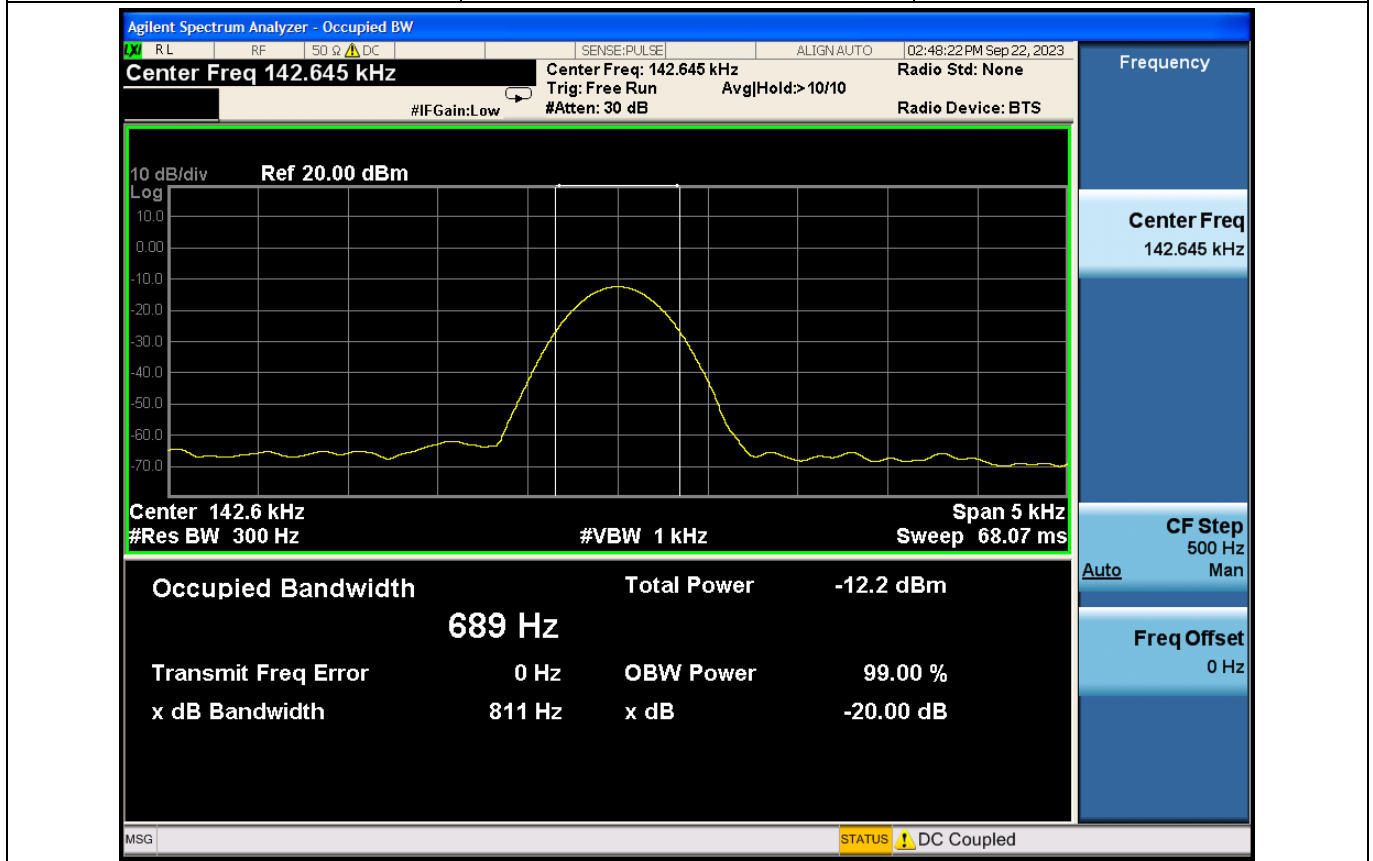 Agilent Spectrum Analyzer - Occupied BW
LXI RL RF 50 Ω DC SENSE:PULSE ALIGN AUTO 02:48:22 PM Sep 22, 2023
Center Freq 142.645 kHz
Center Freq: 142.645 kHz Radio Std: None
Trig: Free Run Avg|Hold:>10/10
#IFGain:Low #Atten: 30 dB Radio Device: BTS
Frequency
10 dB/div Ref 20.00 dBm
Log
10.0
0.00
-10.0
-20.0
-30.0
-40.0
-50.0
-60.0
-70.0
Center 142.6 kHz Span 5 kHz
#Res BW 300 Hz #VBW 1 kHz Sweep 68.07 ms
Center Freq
142.645 kHz
CF Step
500 Hz
Auto Man
Freq Offset
0 Hz
Occupied Bandwidth Total Power -12.2 dBm
689 Hz
Transmit Freq Error 0 Hz OBW Power 99.00 %
x dB Bandwidth 811 Hz x dB -20.00 dB
MSG STATUS DC Coupled